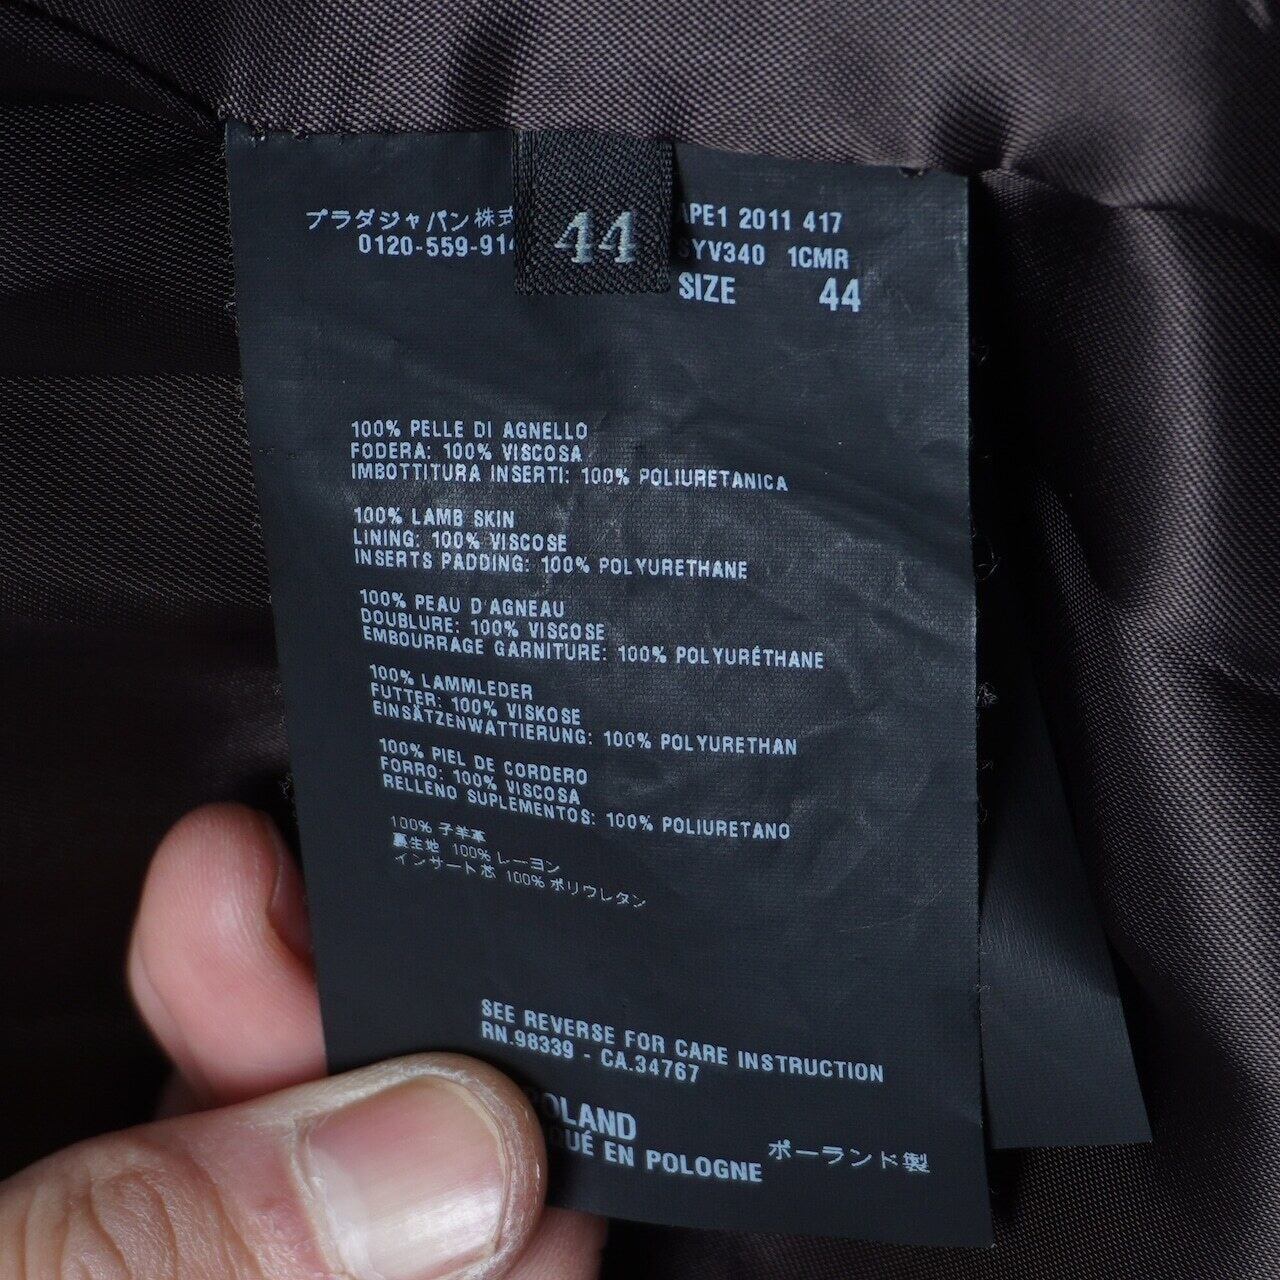 プラダジャパン株式
0120-559-914
44
APE1 2011 417
SYV340 1CMR
SIZE 44
100% PELLE DI AGNELLO
FODERA: 100% VISCOSA
IMBOTTITURA INSERTI: 100% POLIURETANICA
100% LAMB SKIN
LINING: 100% VISCOSE
INSERTS PADDING: 100% POLYURETHANE
100% PEAU D'AGNEAU
DOUBLURE: 100% VISCOSE
EMBOURRAGE GARNITURE: 100% POLYURÉTHANE
100% LAMMLEDER
FUTTER: 100% VISKOSE
EINSÄTZENWATTIERUNG: 100% POLYURETHAN
100% PIEL DE CORDERO
FORRO: 100% VISCOSA
RELLENO SUPLEMENTOS: 100% POLIURETANO
100% 子羊革
裏生地 100% レーヨン
インサート芯 100% ポリウレタン
SEE REVERSE FOR CARE INSTRUCTION
RN.98339 - CA.34767
POLAND
QUÉ EN POLOGNE ポーランド製